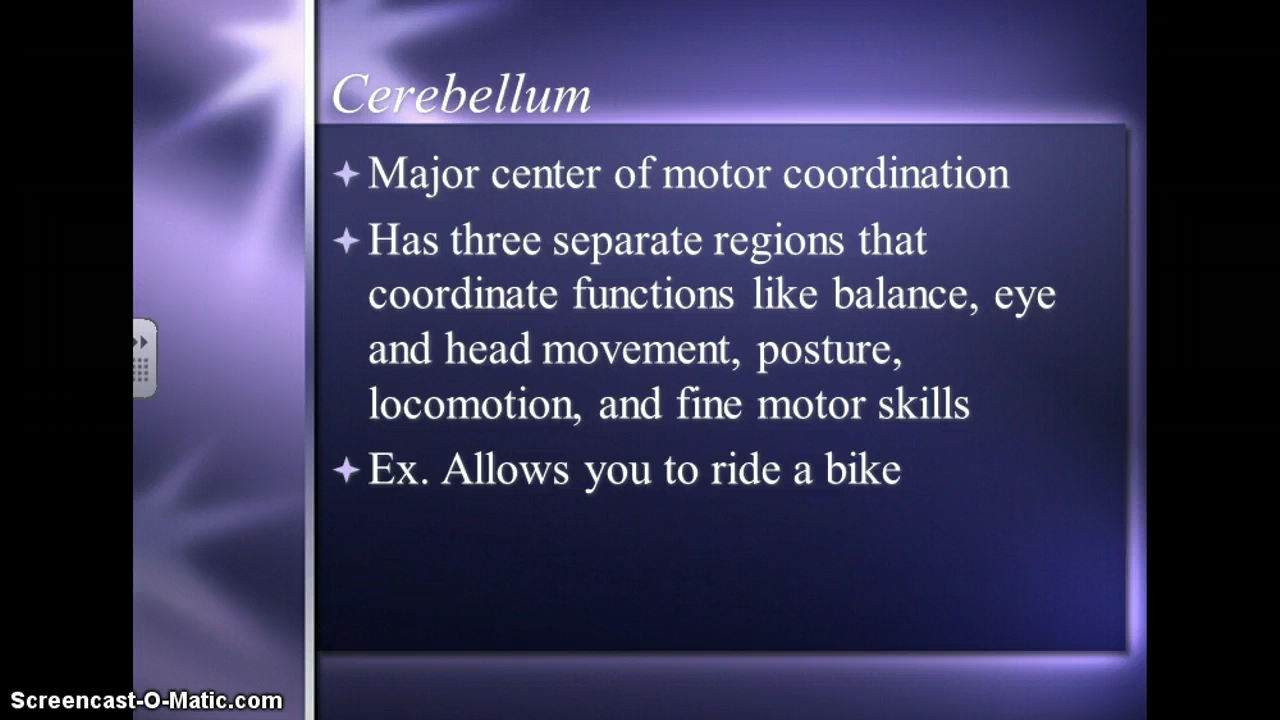 Cerebellum
Major center of motor coordination
Has three separate regions that
coordinate functions like balance, eye
and head movement, posture,
locomotion, and fine motor skills
Ex. Allows you to ride a bike
Screencast-O-Matic.com